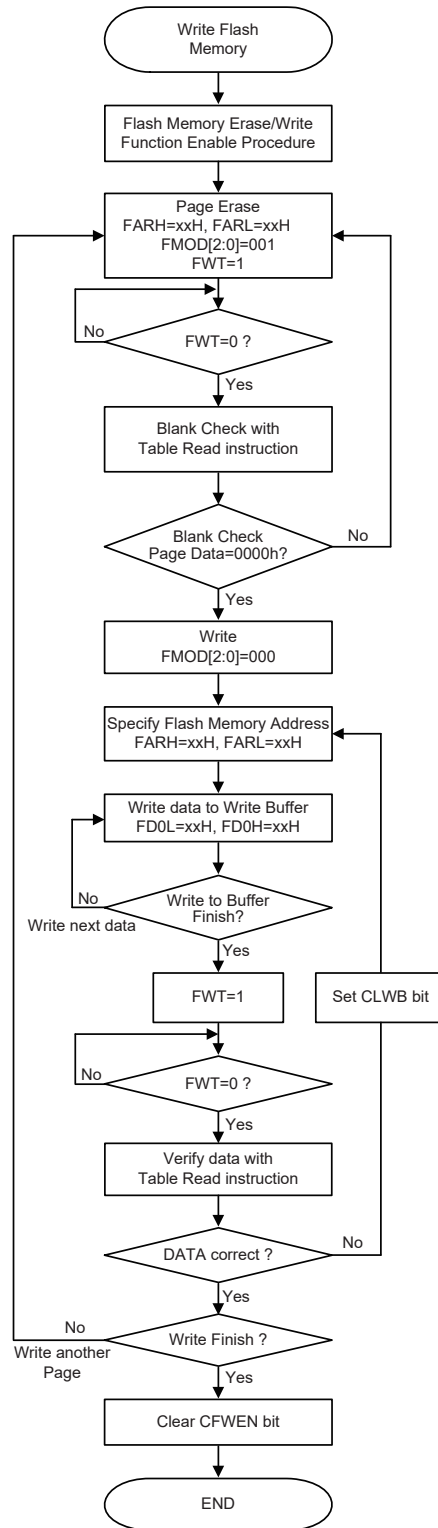 Write Flash
Memory
Flash Memory Erase/Write
Function Enable Procedure
Page Erase
FARH=xxH, FARL=xxH
FMOD[2:0]=001
FWT=1
No
FWT=0 ?
Yes
Blank Check with
Table Read instruction
Blank Check
Page Data=0000h?
No
Yes
Write
FMOD[2:0]=000
Specify Flash Memory Address
FARH=xxH, FARL=xxH
Write data to Write Buffer
FD0L=xxH, FD0H=xxH
No
Write next data
Write to Buffer
Finish?
Yes
FWT=1
Set CLWB bit
No
FWT=0 ?
Yes
Verify data with
Table Read instruction
DATA correct ?
No
Yes
No
Write another
Page
Write Finish ?
Yes
Clear CFWEN bit
END